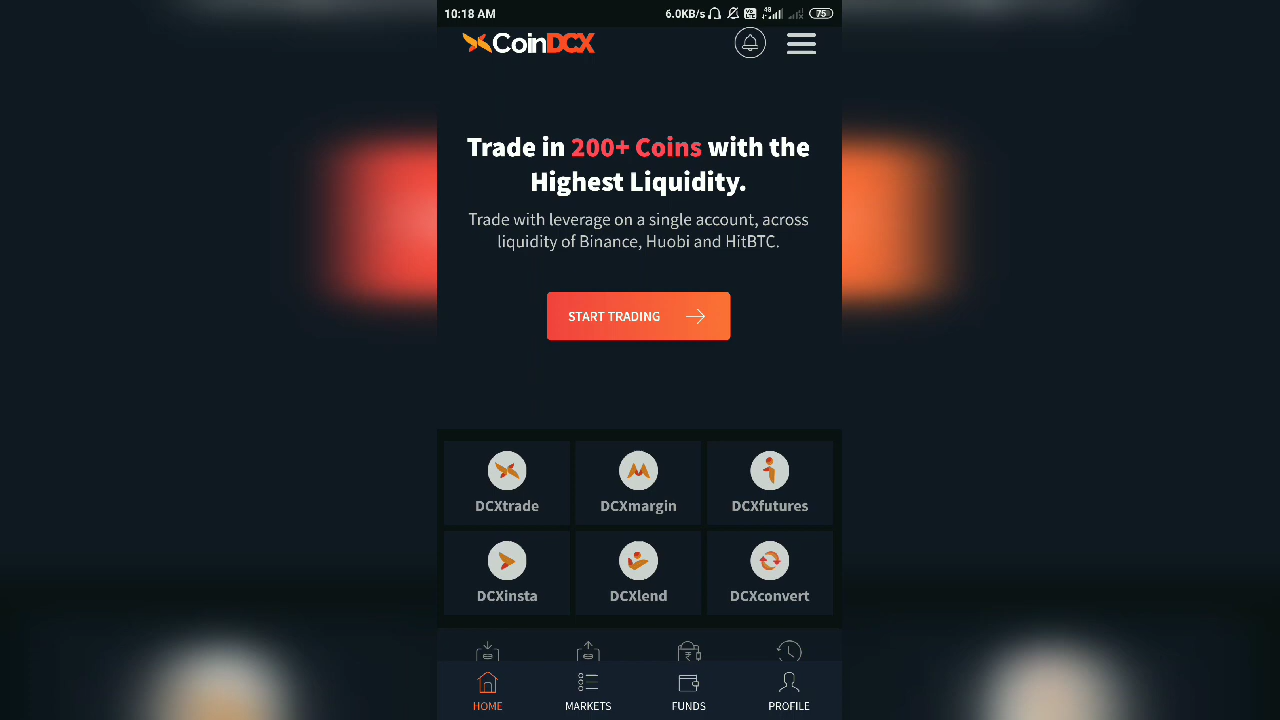 10:18 AM 6.0KB/s 4G 75
CoinDCX
Trade in 200+ Coins with the
Highest Liquidity.
Trade with leverage on a single account, across
liquidity of Binance, Huobi and HitBTC.
START TRADING
DCXtrade DCXmargin DCXfutures
DCXinsta DCXlend DCXconvert
HOME MARKETS FUNDS PROFILE